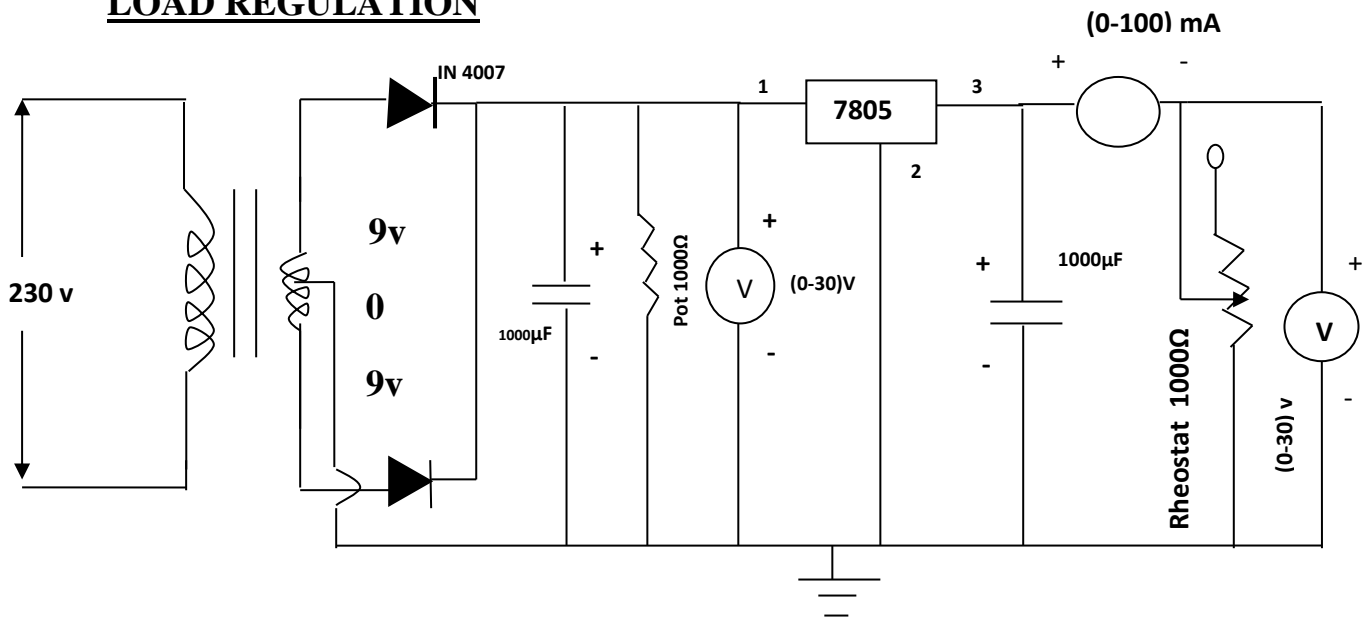 LOAD REGULATION
(0-100) mA
+ -
IN 4007
1
7805
3
2
9v
0
9v
230 v
1000µF
+
-
Pot 1000Ω
+
V
(0-30)V
-
+
1000µF
-
Rheostat 1000Ω
+
V
-
(0-30) v